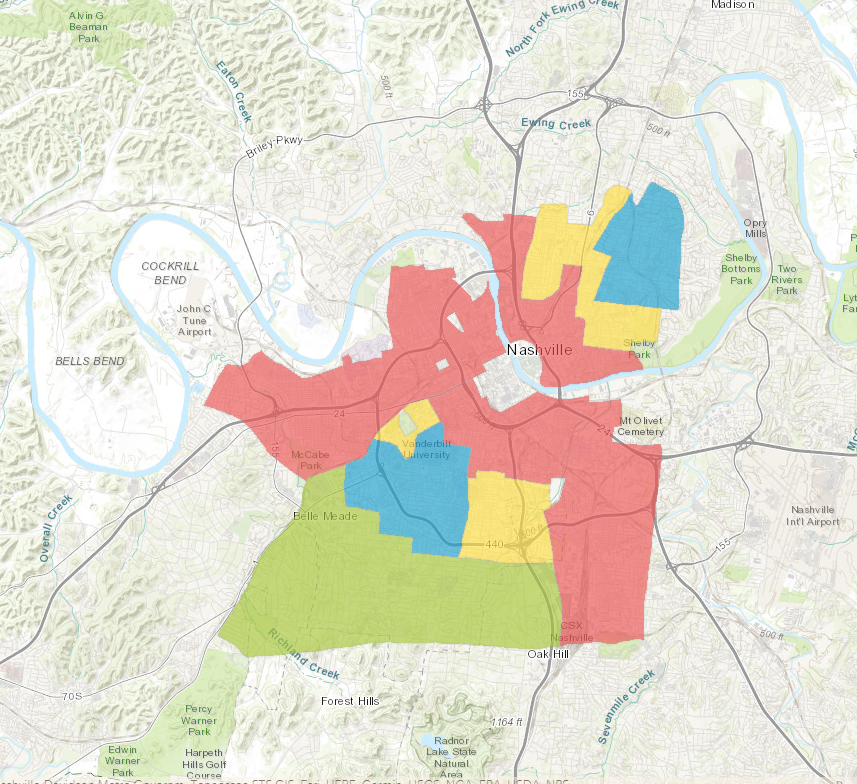 Madison
Alvin G
Beaman
Park
North Fork Ewing Creek
Eaton Creek
500 ft
155
Ewing Creek
500 ft
Briley-Pkwy
6
Opry
Mills
COCKRILL
BEND
Shelby
Bottoms
Park
Two
Rivers
Park
John C
Tune
Airport
Nashville
Shelby
Park
BELLS BEND
24
Mt Olivet
Cemetery
24
155
Vanderbilt
University
McCabe
Park
Belle Meade
Nashville
Int'l Airport
Overall Creek
440
155
1
CSX
Nashville
500 ft
Richland Creek
Oak Hill
70S
Forest Hills
Sevenmile Creek
Percy
Warner
Park
1164 ft
Edwin
Warner
Park
Harpeth
Hills Golf
Course
Radnor
Lake State
Natural
Area